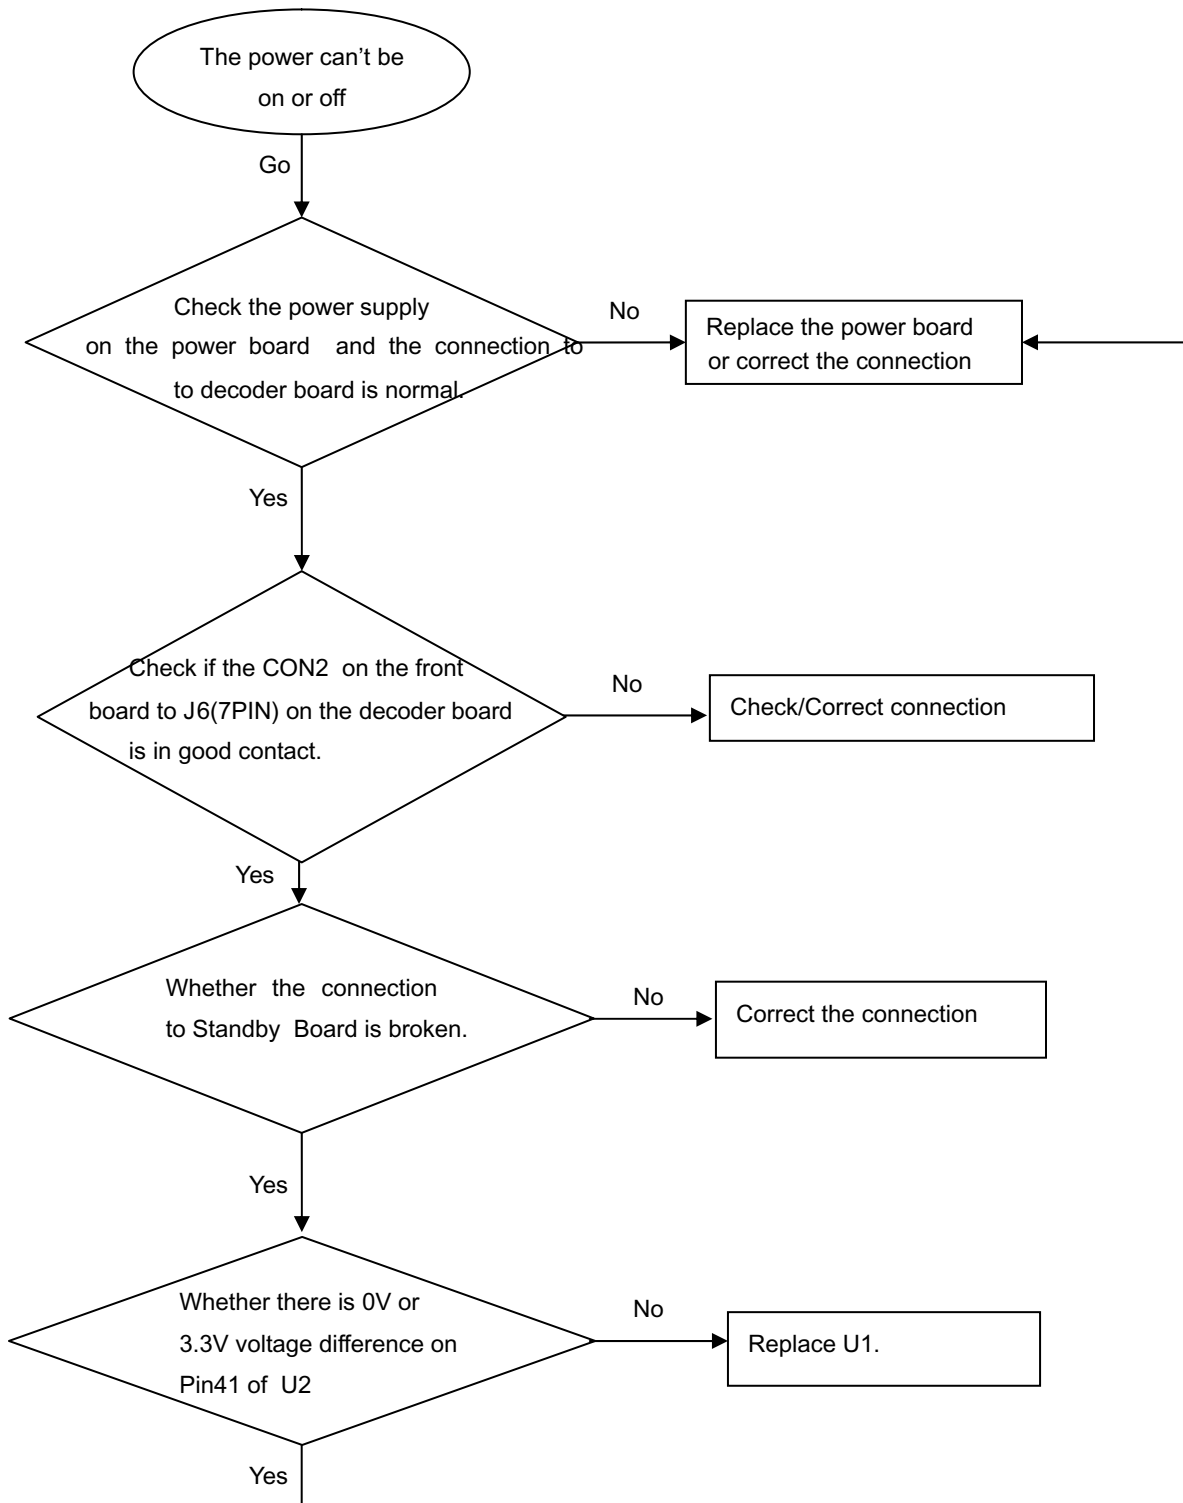 The power can't be
on or off
Go
Check the power supply
on the power board and the connection to
to decoder board is normal.
No
Replace the power board
or correct the connection
Yes
Check if the CON2 on the front
board to J6(7PIN) on the decoder board
is in good contact.
No
Check/Correct connection
Yes
Whether the connection
to Standby Board is broken.
No
Correct the connection
Yes
Whether there is 0V or
3.3V voltage difference on
Pin41 of U2
No
Replace U1.
Yes